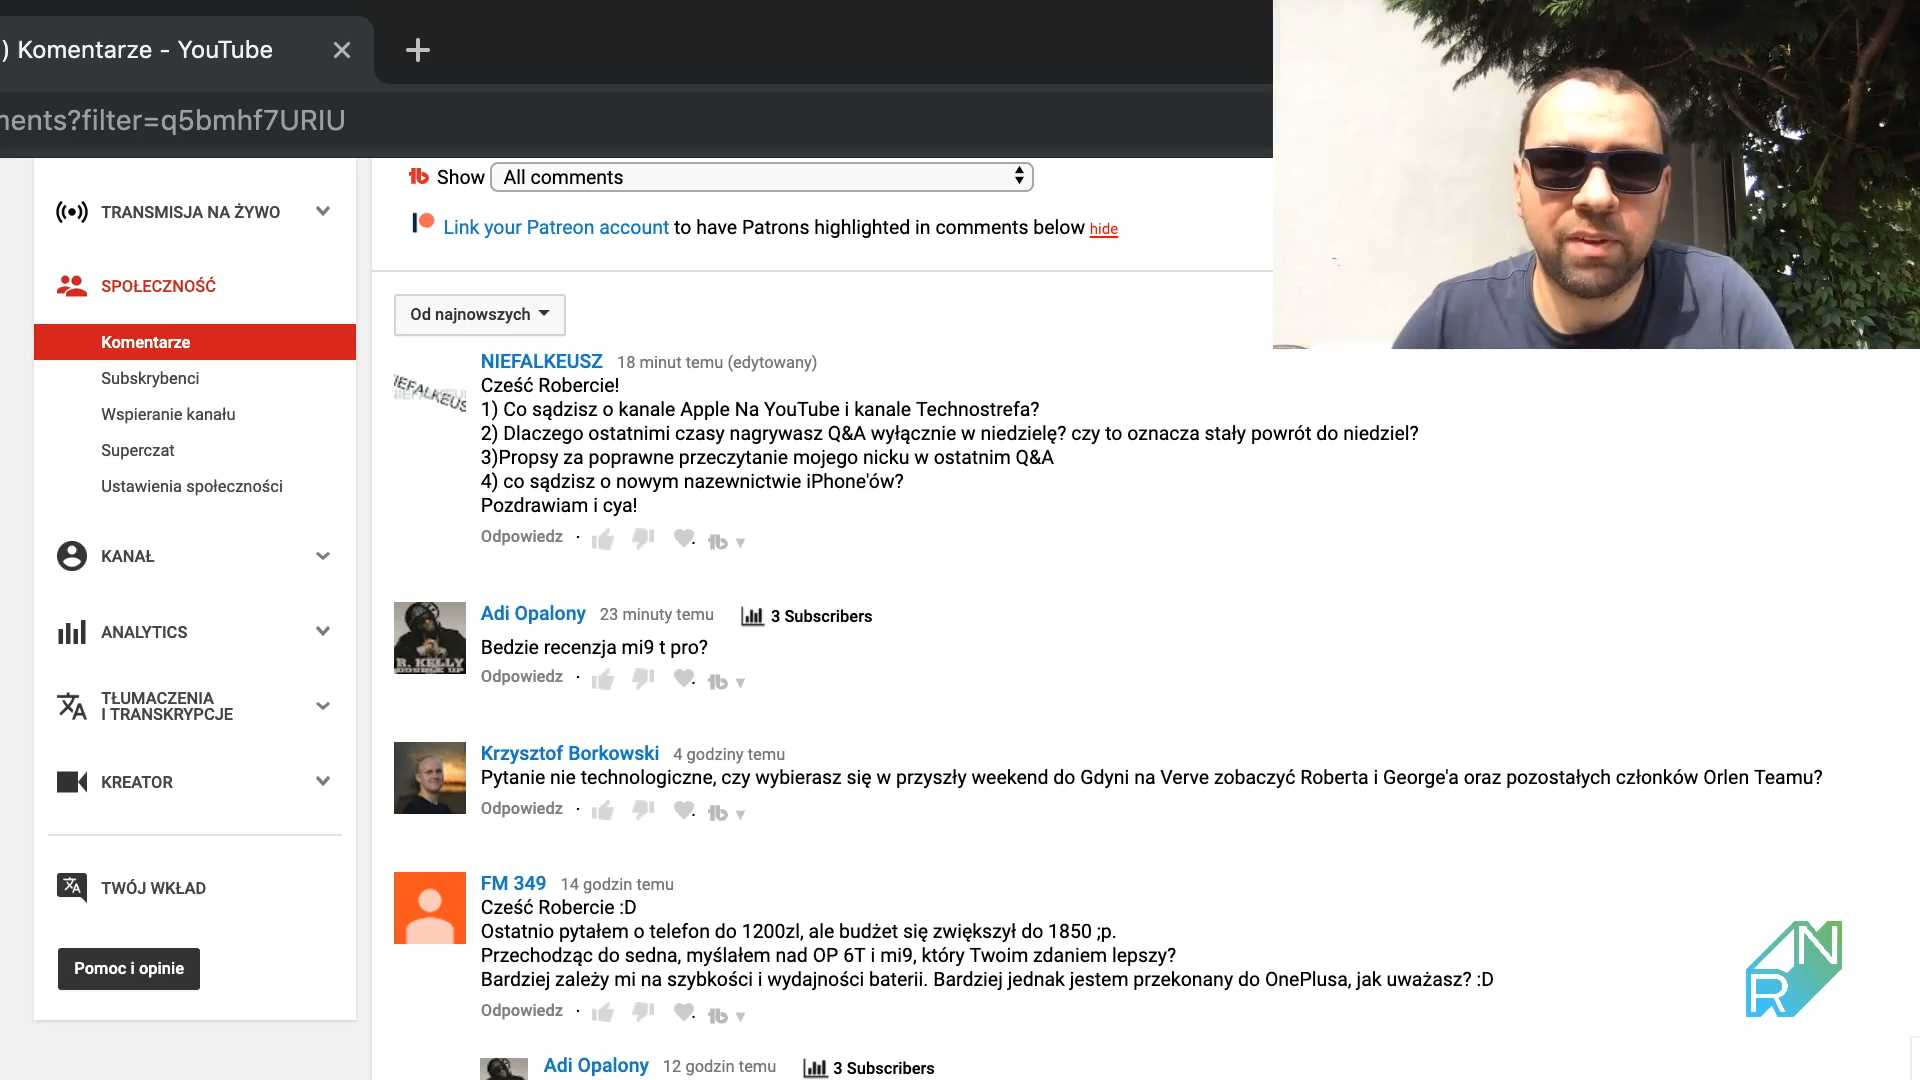 ) Komentarze - YouTube
ments?filter=q5bmhf7URIU
TRANSMISJA NA ŻYWO
SPOŁECZNOŚĆ
Komentarze
Subskrybenci
Wspieranie kanału
Superczat
Ustawienia społeczności
KANAŁ
ANALYTICS
TŁUMACZENIA
I TRANSKRYPCJE
KREATOR
TWÓJ WKŁAD
Pomoc i opinie
Show All comments
Link your Patreon account to have Patrons highlighted in comments below hide
Od najnowszych
NIEFALKEUSZ 18 minut temu (edytowany)
Cześć Robercie!
1) Co sądzisz o kanale Apple Na YouTube i kanale Technostrefa?
2) Dlaczego ostatnimi czasy nagrywasz Q&A wyłącznie w niedzielę? czy to oznacza stały powrót do niedziel?
3)Propsy za poprawne przeczytanie mojego nicku w ostatnim Q&A
4) co sądzisz o nowym nazewnictwie iPhone'ów?
Pozdrawiam i cya!
Odpowiedz
Adi Opalony 23 minuty temu 3 Subscribers
Bedzie recenzja mi9 t pro?
R. KELLY
DOUBLE UP
Odpowiedz
Krzysztof Borkowski 4 godziny temu
Pytanie nie technologiczne, czy wybierasz się w przyszły weekend do Gdyni na Verve zobaczyć Roberta i George'a oraz pozostałych członków Orlen Teamu?
Odpowiedz
FM 349 14 godzin temu
Cześć Robercie :D
Ostatnio pytałem o telefon do 1200zl, ale budżet się zwiększył do 1850 ;p.
Przechodząc do sedna, myślałem nad OP 6T i mi9, który Twoim zdaniem lepszy?
Bardziej zależy mi na szybkości i wydajności baterii. Bardziej jednak jestem przekonany do OnePlusa, jak uważasz? :D
Odpowiedz
Adi Opalony 12 godzin temu 3 Subscribers
RN